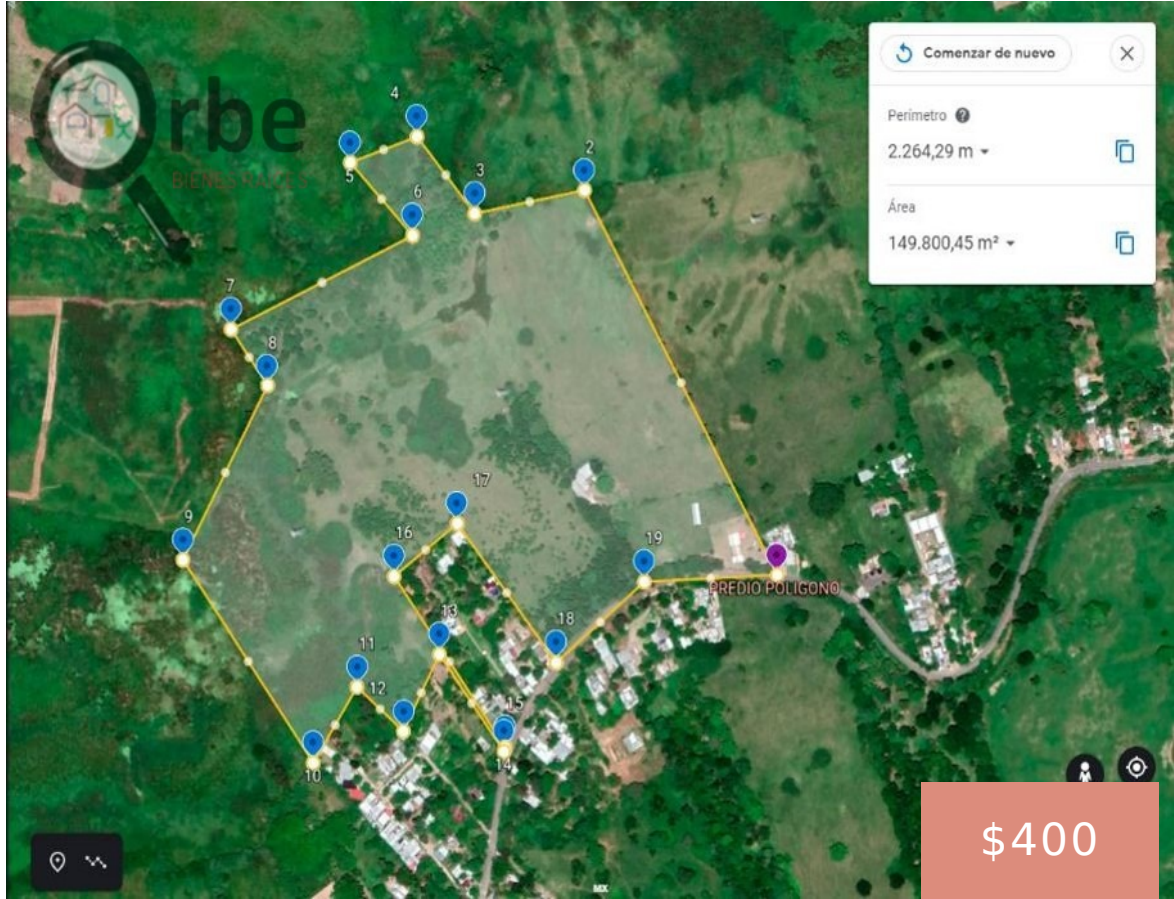 Orbe
BIENES RAICES
Comenzar de nuevo
Perímetro ?
2.264,29 m
Área
149.800,45 m²
4
5
2
3
6
7
8
17
9
16
19
PREDIO POLIGONO
13
18
11
12
15
14
10
MX
$400